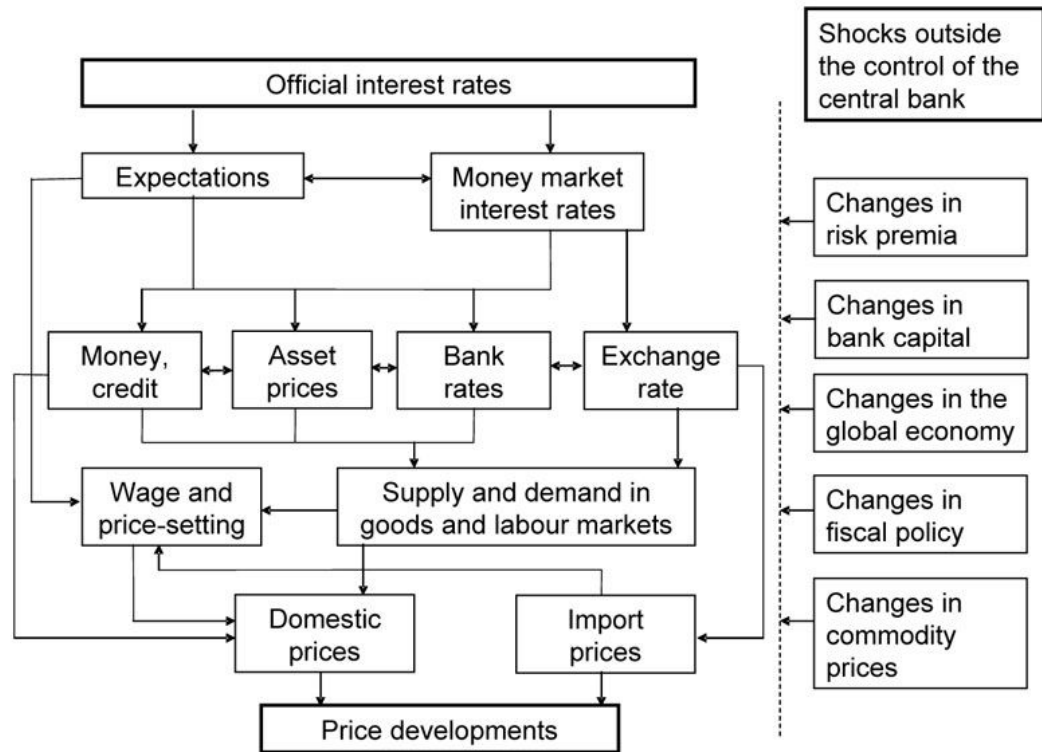 Official interest rates
Expectations
Money market
interest rates
Money,
credit
Asset
prices
Bank
rates
Exchange
rate
Wage and
price-setting
Supply and demand in
goods and labour markets
Domestic
prices
Import
prices
Price developments
Shocks outside
the control of the
central bank
Changes in
risk premia
Changes in
bank capital
Changes in the
global economy
Changes in
fiscal policy
Changes in
commodity
prices